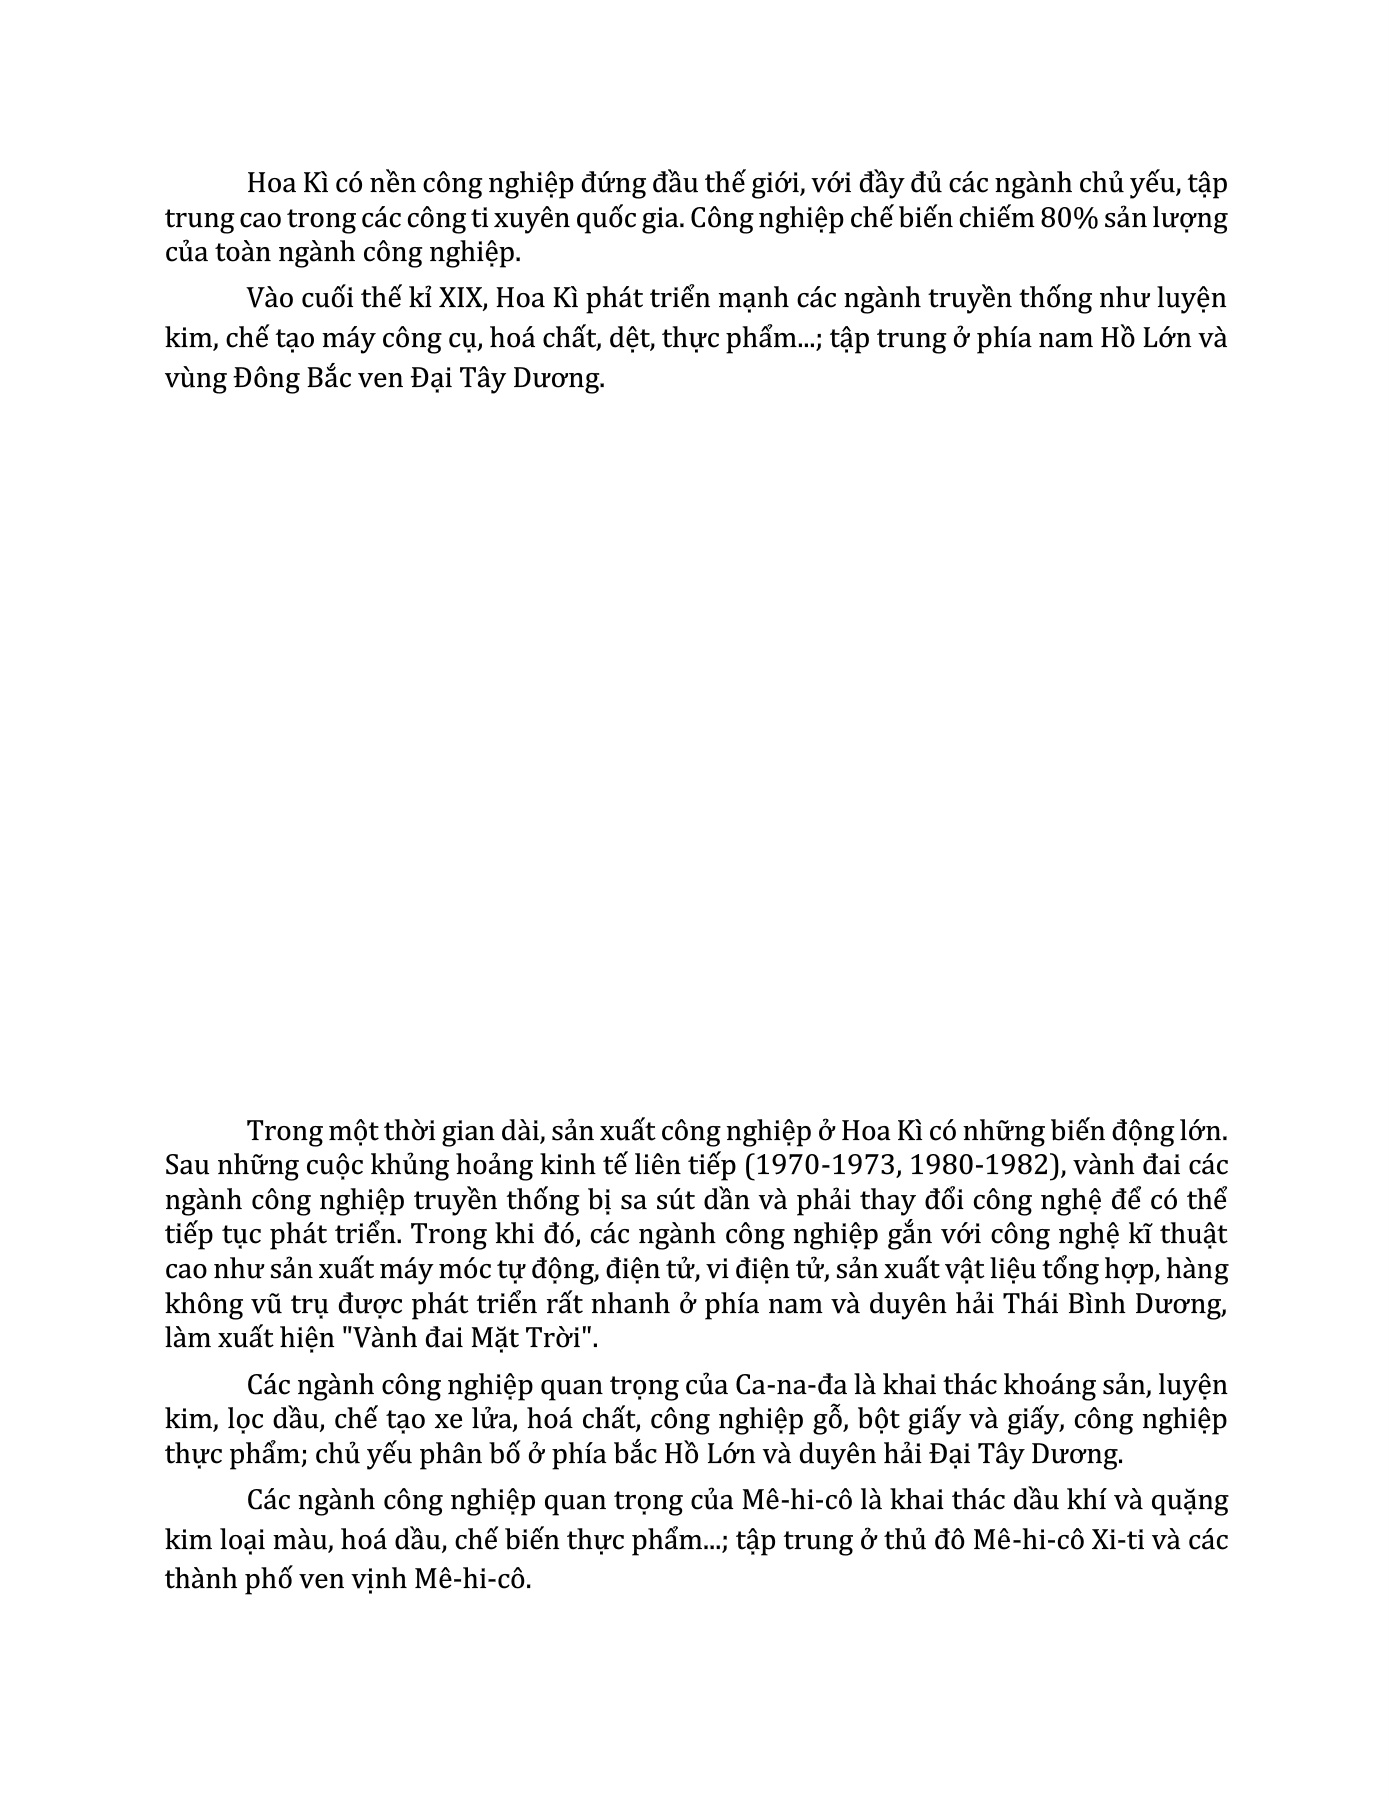 Hoa Kì có nền công nghiệp đứng đầu thế giới, với đầy đủ các ngành chủ yếu, tập
trung cao trong các công ti xuyên quốc gia. Công nghiệp chế biến chiếm 80% sản lượng
của toàn ngành công nghiệp.
Vào cuối thế kỉ XIX, Hoa Kì phát triển mạnh các ngành truyền thống như luyện
kim, chế tạo máy công cụ, hoá chất, dệt, thực phẩm...; tập trung ở phía nam Hồ Lớn và
vùng Đông Bắc ven Đại Tây Dương.
Trong một thời gian dài, sản xuất công nghiệp ở Hoa Kì có những biến động lớn.
Sau những cuộc khủng hoảng kinh tế liên tiếp (1970-1973, 1980-1982), vành đai các
ngành công nghiệp truyền thống bị sa sút dần và phải thay đổi công nghệ để có thể
tiếp tục phát triển. Trong khi đó, các ngành công nghiệp gắn với công nghệ kĩ thuật
cao như sản xuất máy móc tự động, điện tử, vi điện tử, sản xuất vật liệu tổng hợp, hàng
không vũ trụ được phát triển rất nhanh ở phía nam và duyên hải Thái Bình Dương,
làm xuất hiện "Vành đai Mặt Trời".
Các ngành công nghiệp quan trọng của Ca-na-đa là khai thác khoáng sản, luyện
kim, lọc dầu, chế tạo xe lửa, hoá chất, công nghiệp gỗ, bột giấy và giấy, công nghiệp
thực phẩm; chủ yếu phân bố ở phía bắc Hồ Lớn và duyên hải Đại Tây Dương.
Các ngành công nghiệp quan trọng của Mê-hi-cô là khai thác dầu khí và quặng
kim loại màu, hoá dầu, chế biến thực phẩm...; tập trung ở thủ đô Mê-hi-cô Xi-ti và các
thành phố ven vịnh Mê-hi-cô.